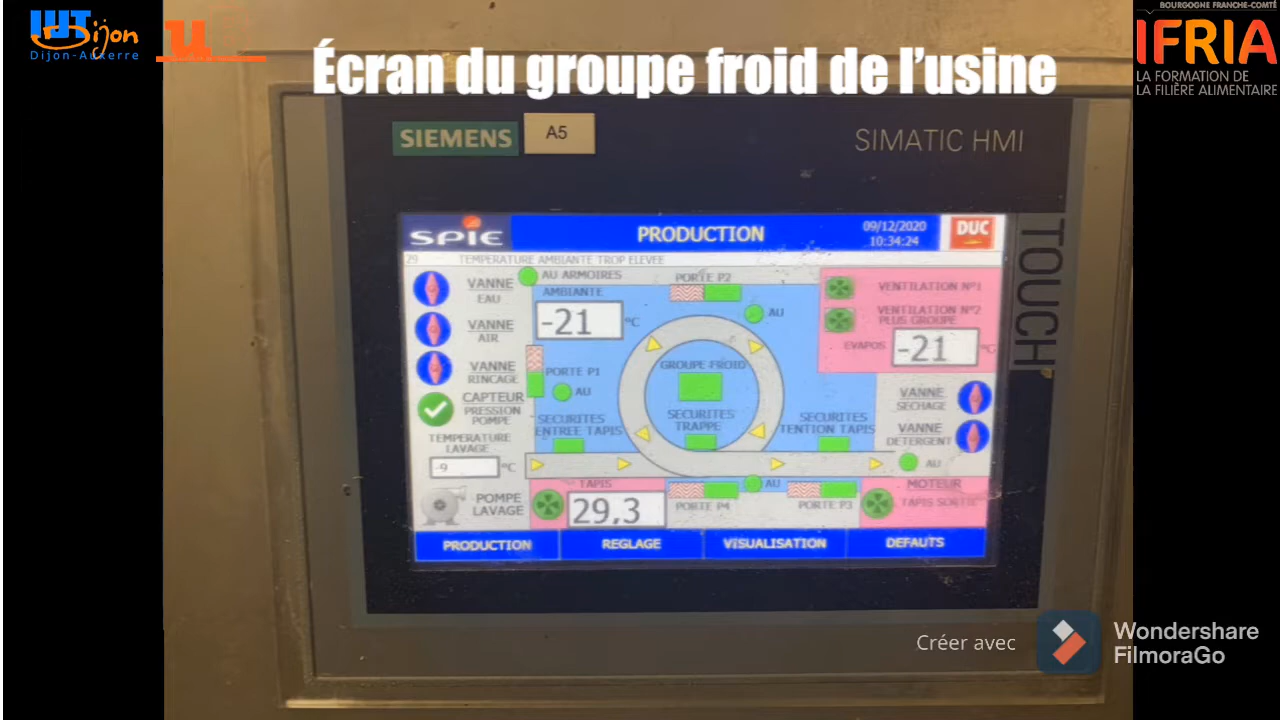 IUT Dijon
Dijon-Auxerre
BOURGOGNE FRANCHE-COMTÉ
IFRIA
LA FORMATION DE
LA FILIÈRE ALIMENTAIRE
Écran du groupe froid de l'usine
SIEMENS
A5
SIMATIC HMI
TOUCH
SPIE
PRODUCTION
09/12/2020
10:34:24
DUC
29 TEMPERATURE AMBIANTE TROP ELEVEE
VANNE
EAU
AU ARMOIRES
AMBIANTE
-21 °C
PORTE P2
AU
VENTILATION N°1
VENTILATION N°2
PLUS GROUPE
EVAPOS
-21 °C
VANNE
AIR
VANNE
RINCAGE
PORTE P1
AU
GROUPE FROID
CAPTEUR
PRESSION
POMPE
SECURITES
ENTREE TAPIS
SECURITES
TRAPPE
SECURITES
TENTION TAPIS
VANNE
SECHAGE
VANNE
DETERGENT
TEMPERATURE
LAVAGE
-9 °C
AU
POMPE
LAVAGE
TAPIS
29,3
PORTE P4
AU
PORTE P3
MOTEUR
TAPIS SORTIE
PRODUCTION
REGLAGE
VISUALISATION
DEFAUTS
Créer avec
Wondershare
FilmoraGo